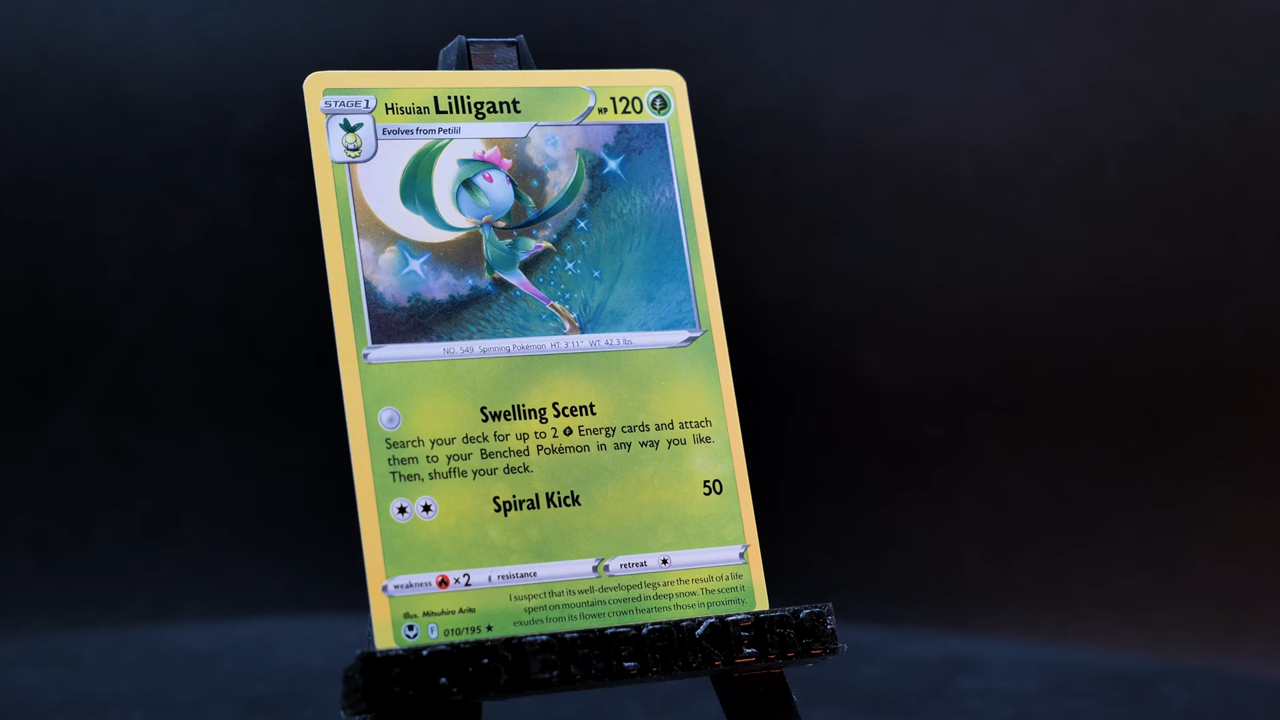 STAGE1
Hisuian Lilligant
HP 120
Evolves from Petilil
NO. 549 Spinning Pokémon HT: 3'11" WT: 42.3 lbs.
Swelling Scent
Search your deck for up to 2 Energy cards and attach
them to your Benched Pokémon in any way you like.
Then, shuffle your deck.
Spiral Kick 50
weakness ×2 resistance retreat
Illus. Mitsuhiro Arita
I suspect that its well-developed legs are the result of a life
spent on mountains covered in deep snow. The scent it
exudes from its flower crown heartens those in proximity.
F 010/195 ★